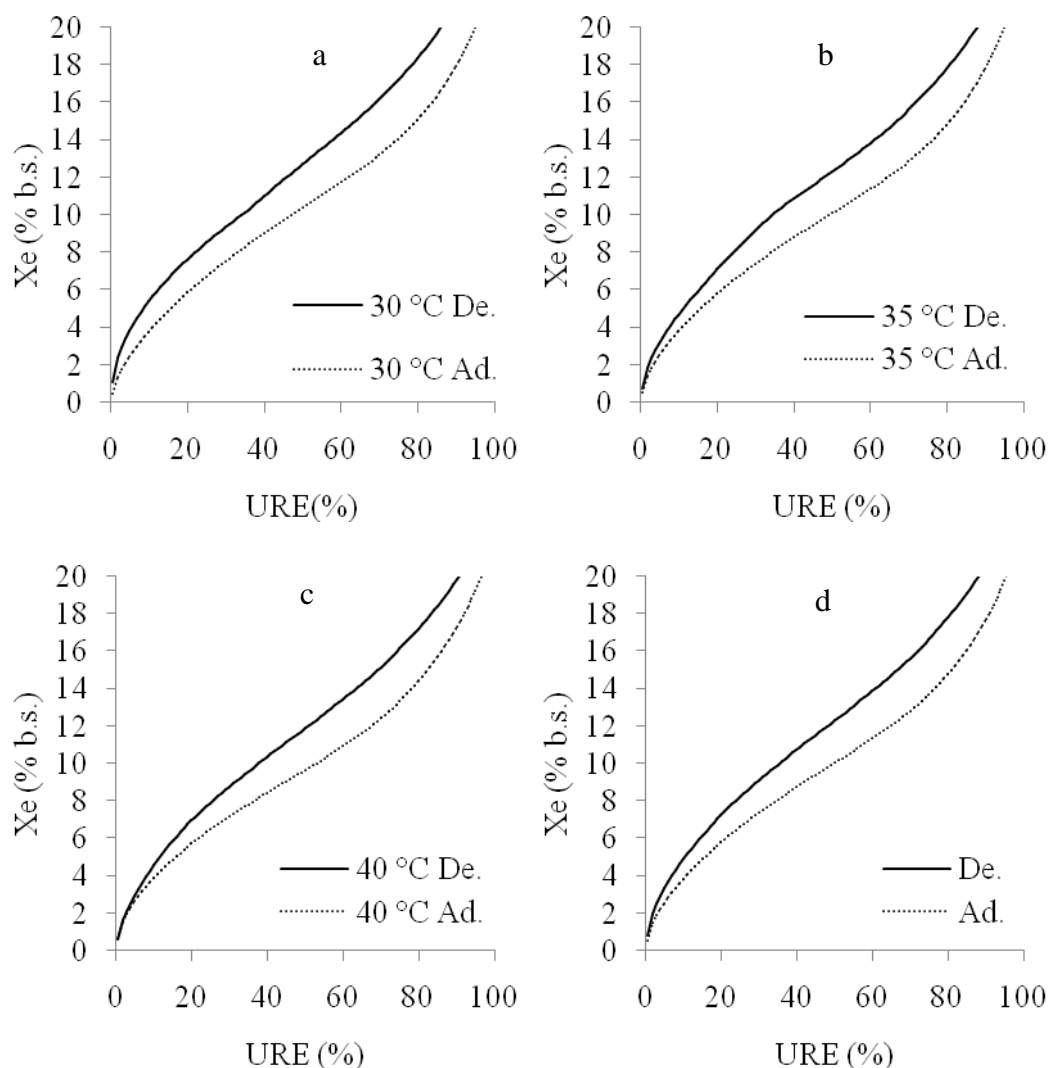 a
20
18
16
14
12
10
8
6
4
2
0
Xe (% b.s.)
30 °C De.
30 °C Ad.
0 20 40 60 80 100
URE(%)
b
20
18
16
14
12
10
8
6
4
2
0
Xe (% b.s.)
35 °C De.
35 °C Ad.
0 20 40 60 80 100
URE (%)
c
20
18
16
14
12
10
8
6
4
2
0
Xe (% b.s.)
40 °C De.
40 °C Ad.
0 20 40 60 80 100
URE (%)
d
20
18
16
14
12
10
8
6
4
2
0
Xe (% b.s.)
De.
Ad.
0 20 40 60 80 100
URE (%)